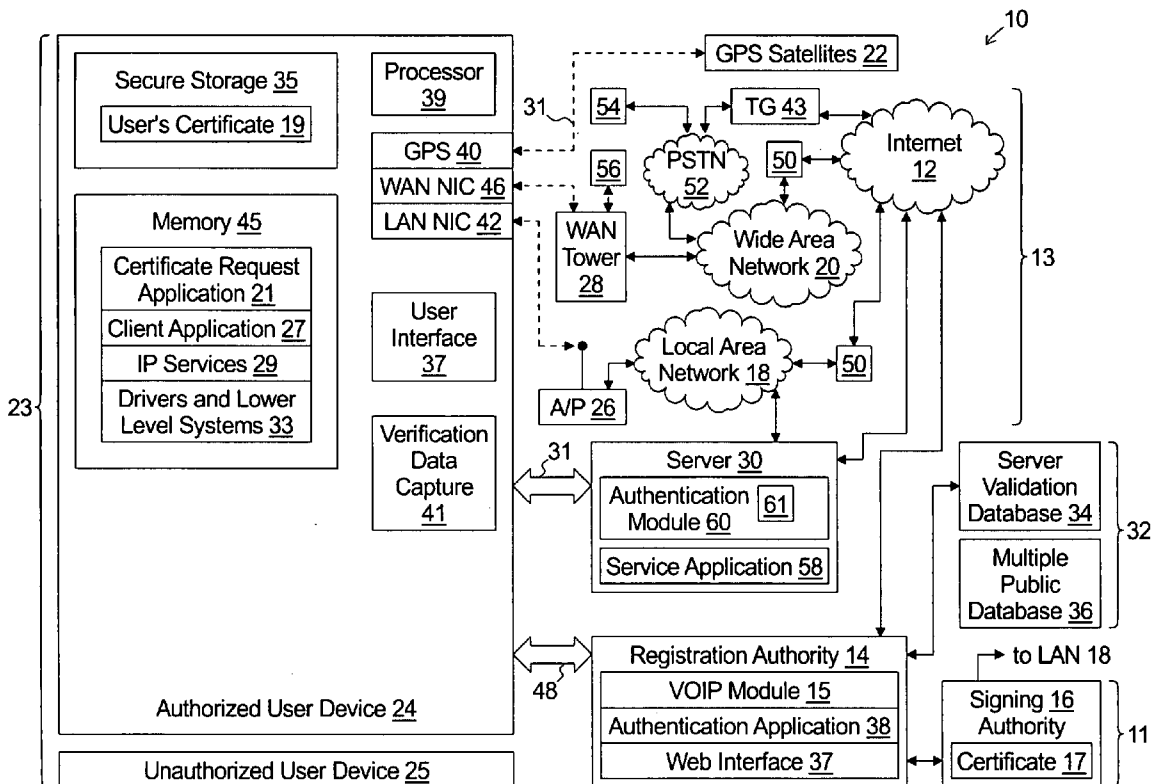 10
GPS Satellites 22
Secure Storage 35
User's Certificate 19
Processor
39
31
54
TG 43
Internet
12
GPS 40
WAN NIC 46
LAN NIC 42
56
PSTN
52
50
WAN
Tower
28
Wide Area
Network 20
13
Memory 45
Certificate Request
Application 21
Client Application 27
IP Services 29
Drivers and Lower
Level Systems 33
User
Interface
37
Local Area
Network 18
50
A/P 26
23
Verification
Data
Capture
41
31
Server 30
Authentication
Module 60
61
Service Application 58
Server
Validation
Database 34
Multiple
Public
Database 36
32
48
Registration Authority 14
VOIP Module 15
Authentication Application 38
Web Interface 37
to LAN 18
Signing 16
Authority
Certificate 17
11
Authorized User Device 24
Unauthorized User Device 25